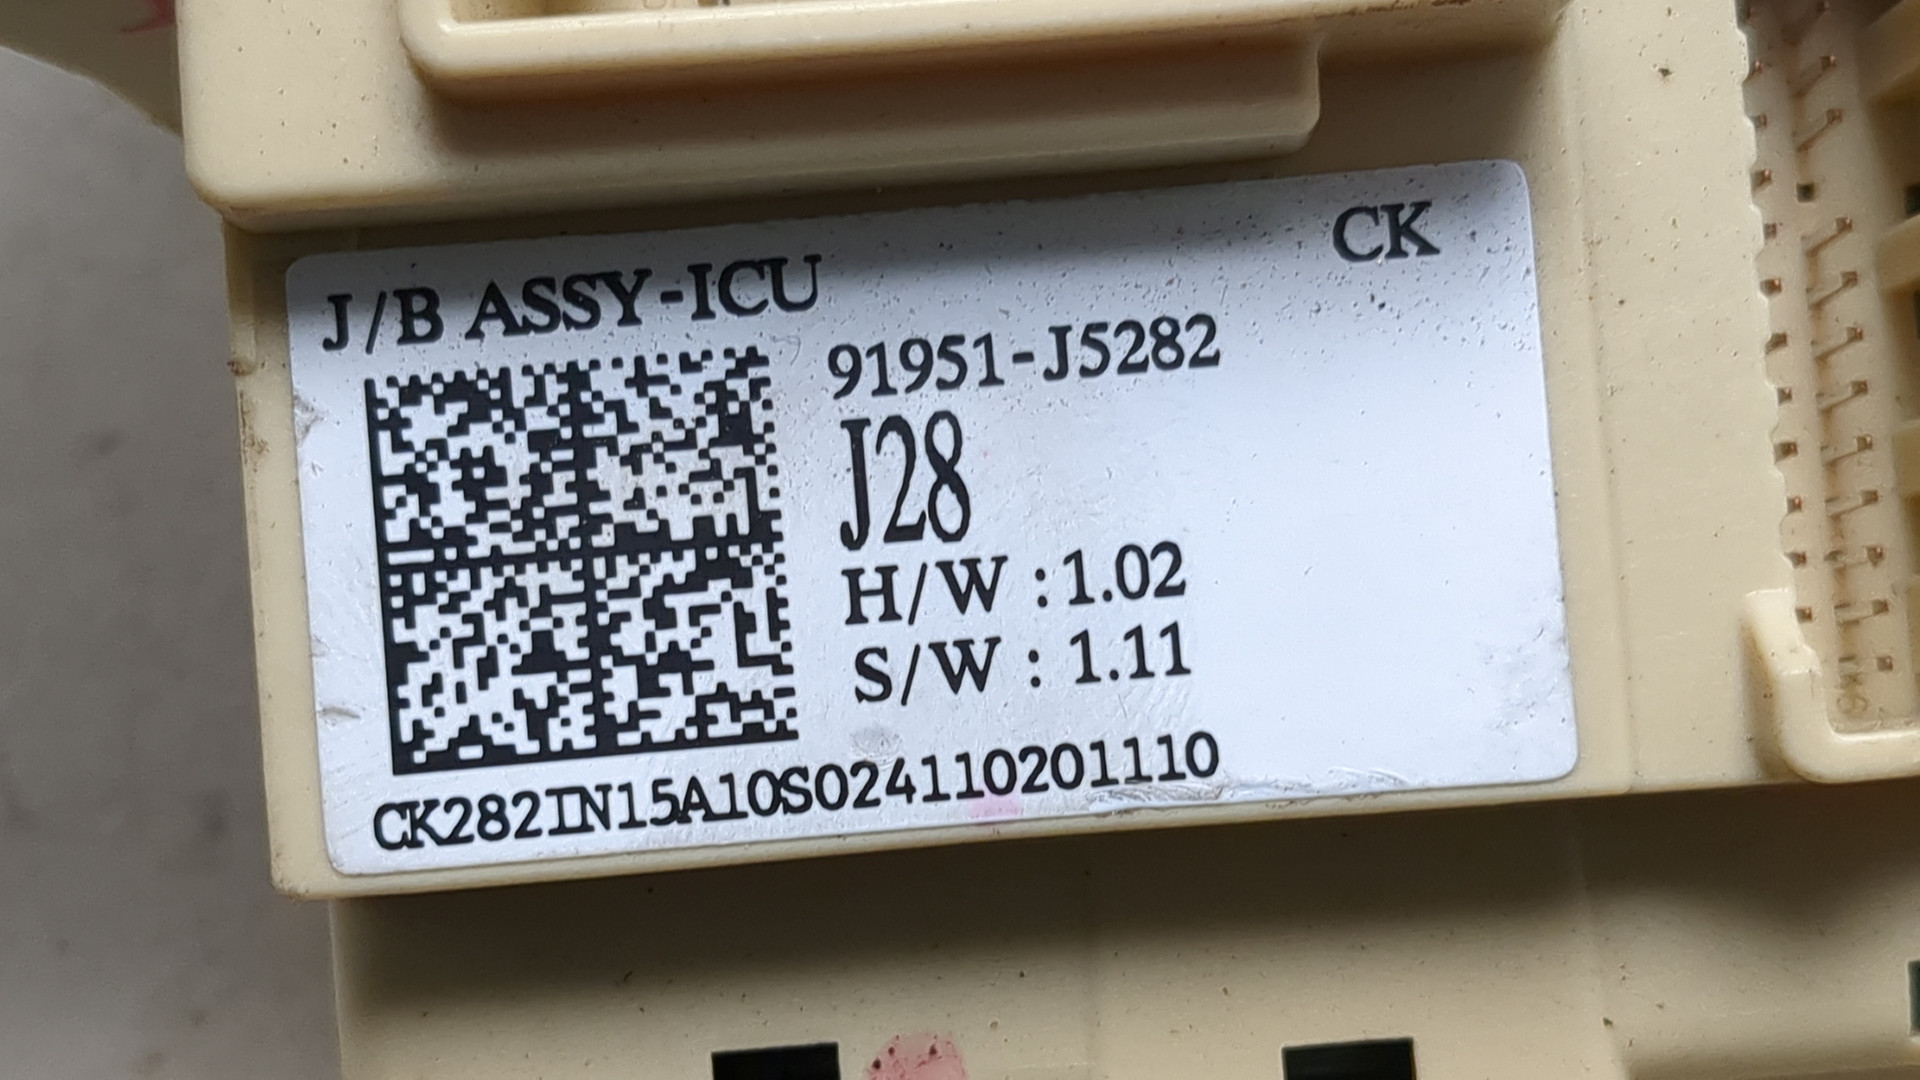 CK
J/B ASSY-ICU
91951-J5282
J28
H/W : 1.02
S/W : 1.11
CK282IN15A10S024110201110